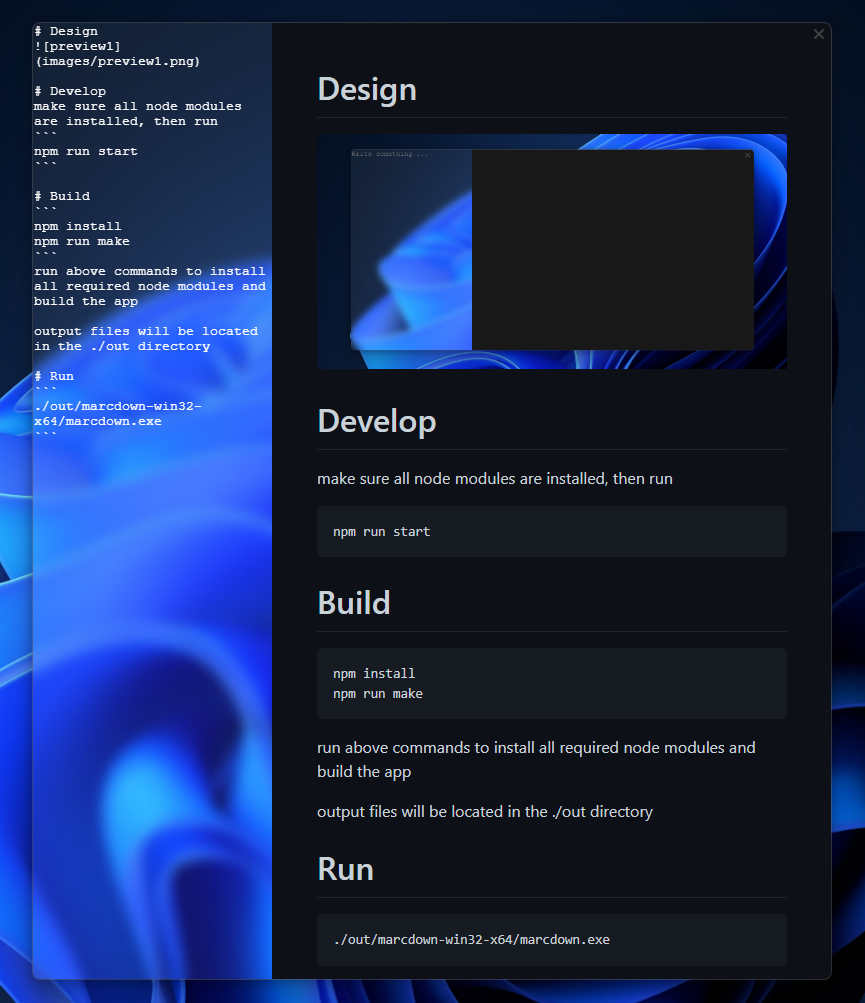 # Design
![preview1]
(images/preview1.png)
# Develop
make sure all node modules
are installed, then run
```
npm run start
```
# Build
```
npm install
npm run make
```
run above commands to install
all required node modules and
build the app
output files will be located
in the ./out directory
# Run
```
./out/marcdown-win32-
x64/marcdown.exe
```
Design
Write something ...
Develop
make sure all node modules are installed, then run
npm run start
Build
npm install
npm run make
run above commands to install all required node modules and
build the app
output files will be located in the ./out directory
Run
./out/marcdown-win32-x64/marcdown.exe